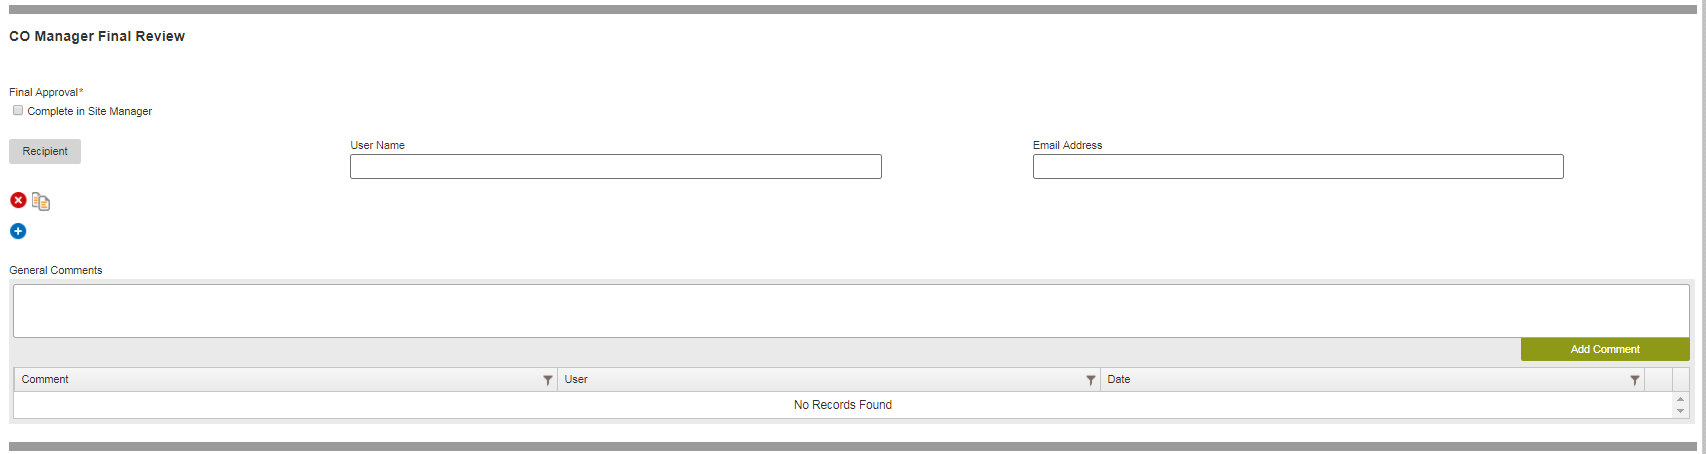 CO Manager Final Review
Final Approval*
Complete in Site Manager
Recipient
User Name
Email Address
General Comments
Add Comment
Comment User Date
No Records Found